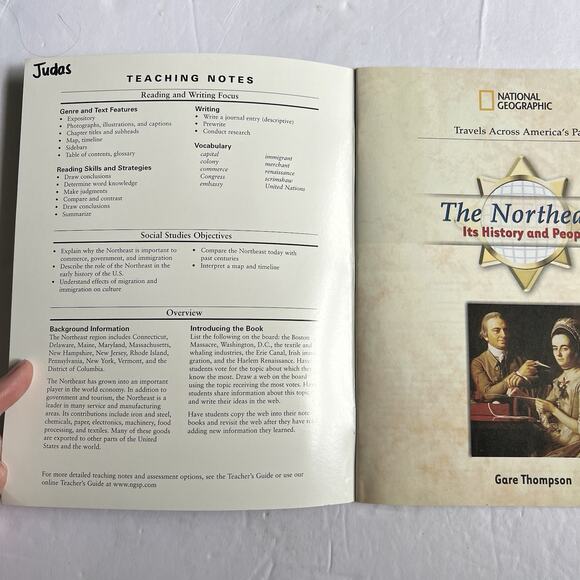 Judas
TEACHING NOTES
Reading and Writing Focus
Genre and Text Features
• Expository
• Photographs, illustrations, and captions
• Chapter titles and subheads
• Map, timeline
• Sidebars
• Table of contents, glossary
Reading Skills and Strategies
• Draw conclusions
• Determine word knowledge
• Make judgments
• Compare and contrast
• Draw conclusions
• Summarize
Writing
• Write a journal entry (descriptive)
• Prewrite
• Conduct research
Vocabulary
capital
colony
commerce
Congress
embassy
immigrant
merchant
renaissance
scrimshaw
United Nations
Social Studies Objectives
• Explain why the Northeast is important to
commerce, government, and immigration
• Describe the role of the Northeast in the
early history of the U.S.
• Understand effects of migration and
immigration on culture
• Compare the Northeast today with
past centuries
• Interpret a map and timeline
Overview
Background Information
The Northeast region includes Connecticut,
Delaware, Maine, Maryland, Massachusetts,
New Hampshire, New Jersey, Rhode Island,
Pennsylvania, New York, Vermont, and the
District of Columbia.
The Northeast has grown into an important
player in the world economy. In addition to
government and tourism, the Northeast is a
leader in many service and manufacturing
areas. Its contributions include iron and steel,
chemicals, paper, electronics, machinery, food
processing, and textiles. Many of these goods
are exported to other parts of the United
States and the world.
Introducing the Book
List the following on the board: the Boston
Massacre, Washington, D.C., the textile and
whaling industries, the Erie Canal, Irish immi
gration, and the Harlem Renaissance. Have
students vote for the topic about which they
know the most. Draw a web on the board
using the topic receiving the most votes. Have
students share information about this topic
and write their ideas in the web.
Have students copy the web into their note
books and revisit the web after they have
adding new information they learned.
For more detailed teaching notes and assessment options, see the Teacher's Guide or use our
online Teacher's Guide at www.ngsp.com.
NATIONAL
GEOGRAPHIC
Travels Across America's Pa
The Northea
Its History and Peop
Gare Thompson